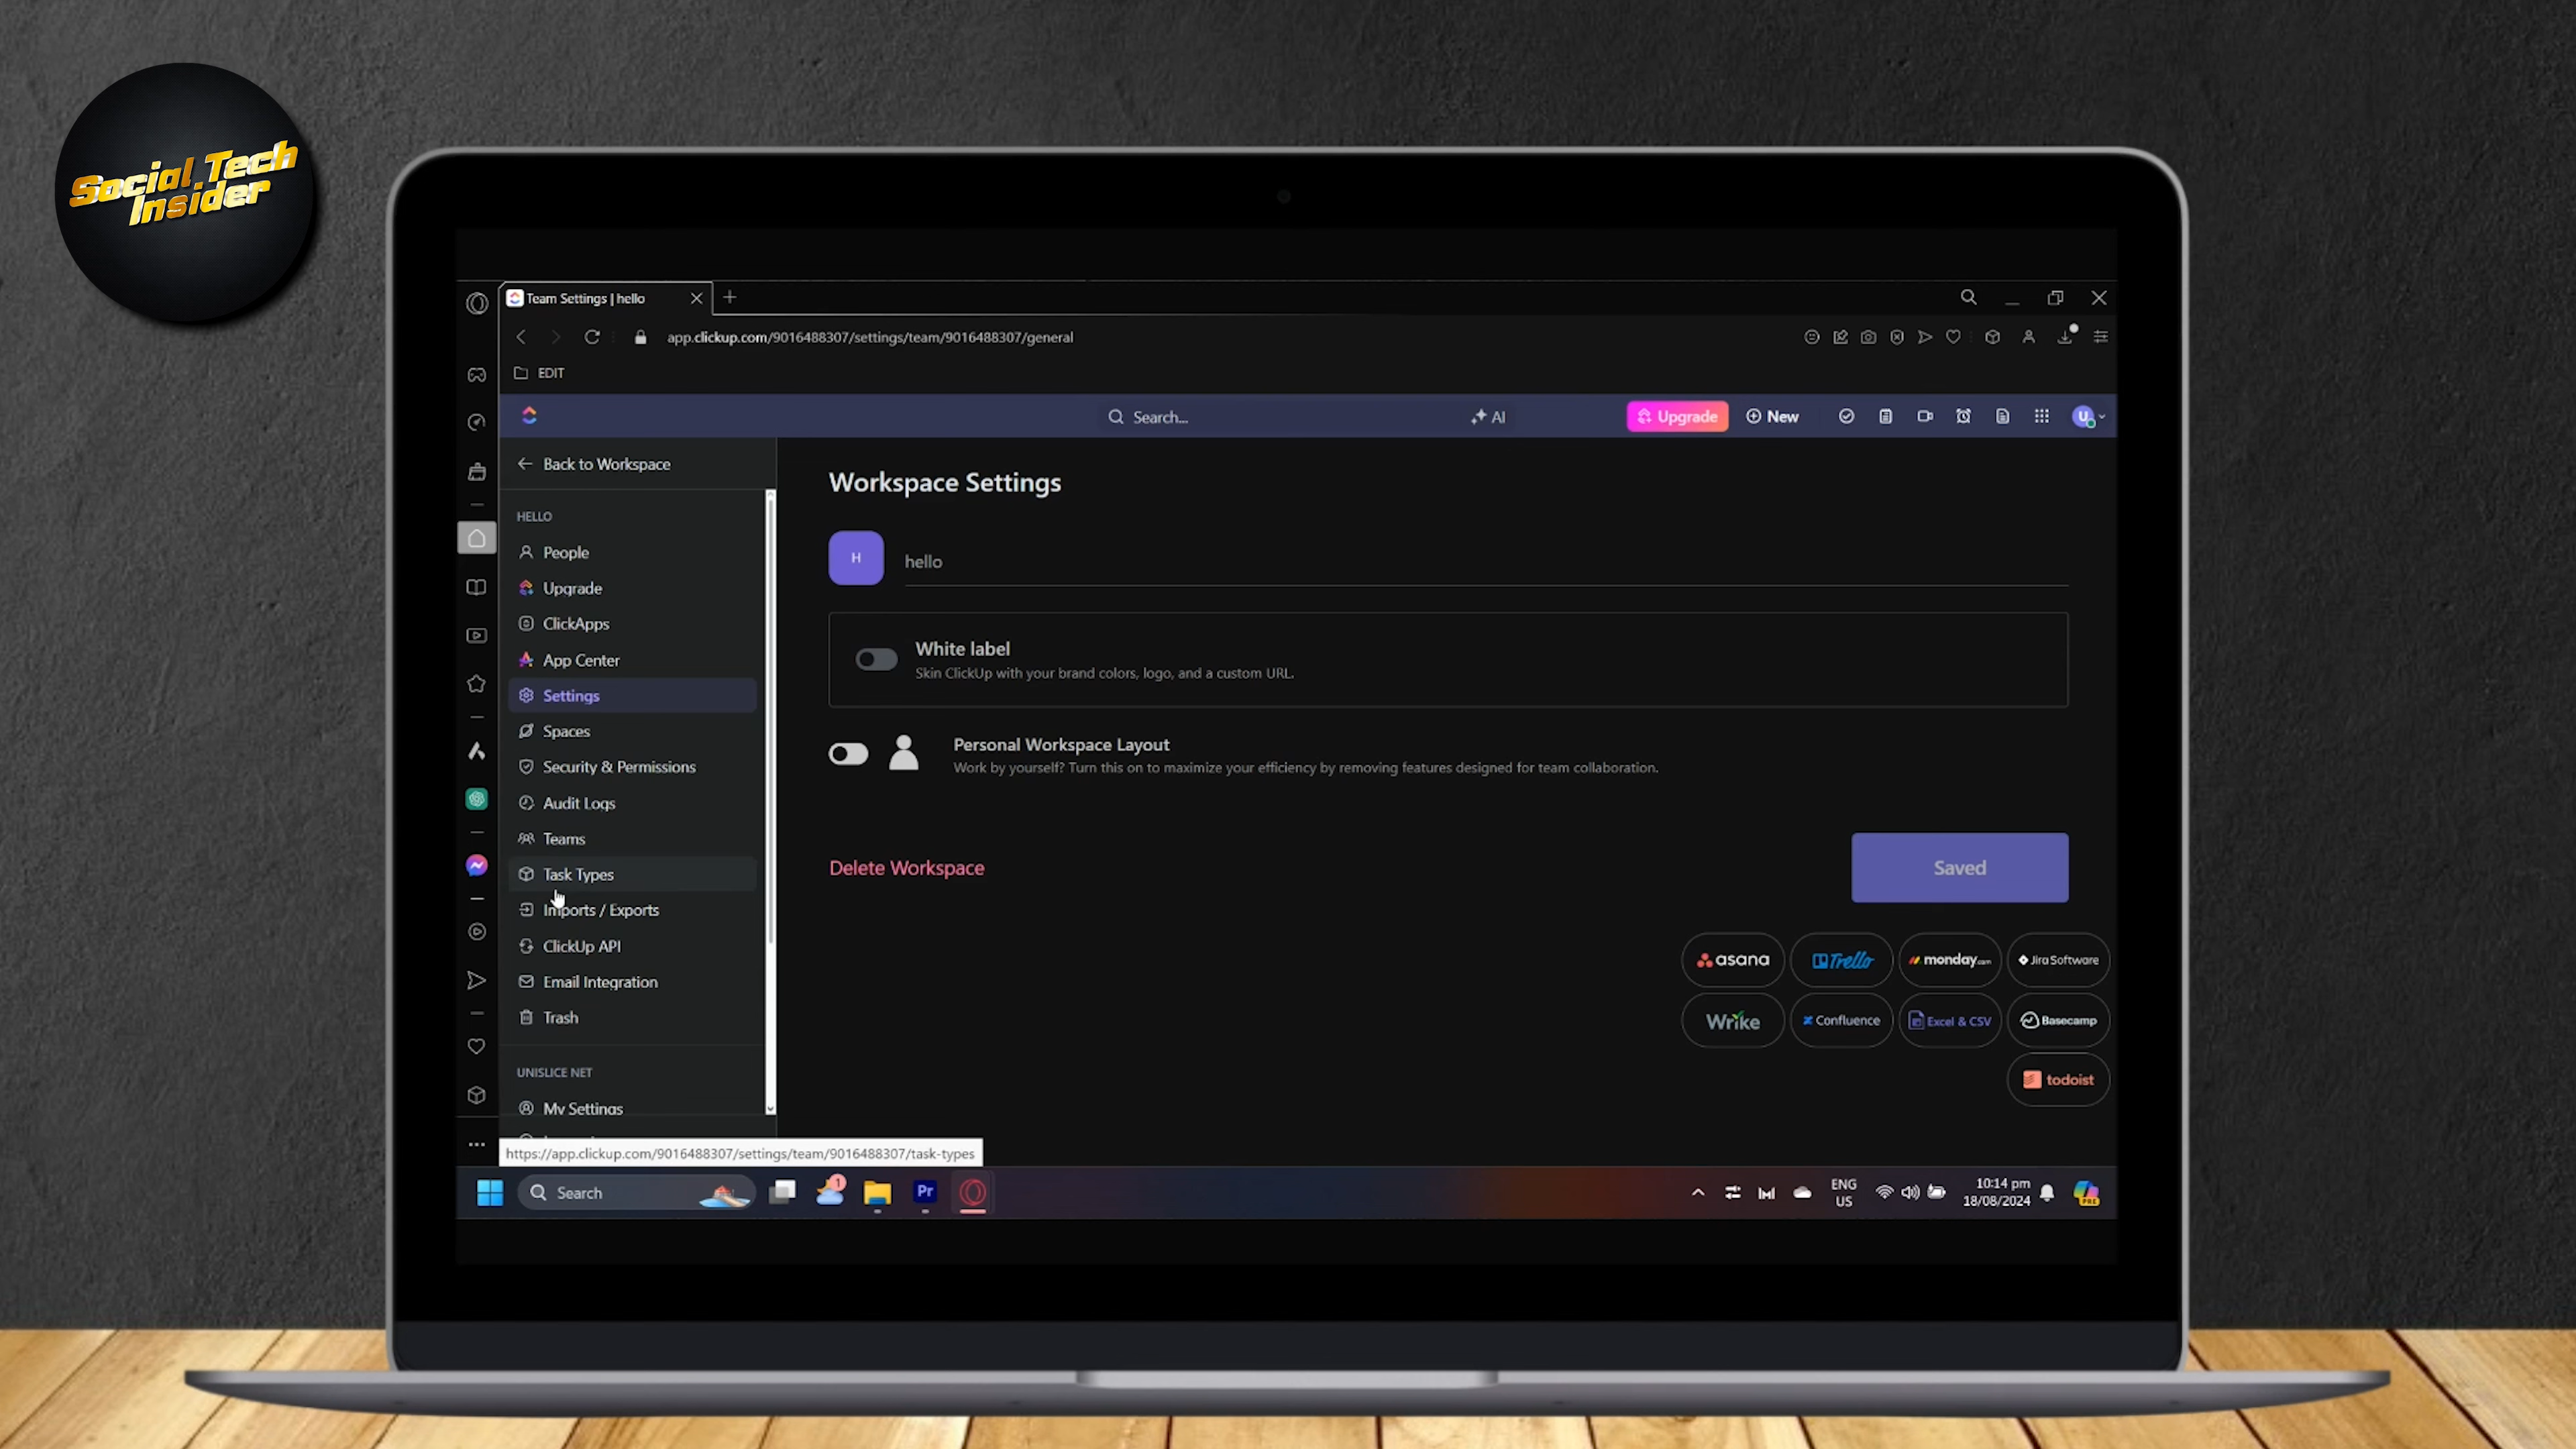 Social.Tech
Insider
Team Settings | hello
app.clickup.com/9016488307/settings/team/9016488307/general
EDIT
Search...
AI
Upgrade
New
U
Back to Workspace
HELLO
People
Upgrade
ClickApps
App Center
Settings
Spaces
Security & Permissions
Audit Logs
Teams
Task Types
Imports / Exports
ClickUp API
Email Integration
Trash
UNISLICE NET
My Settings
Workspace Settings
H
hello
White label
Skin ClickUp with your brand colors, logo, and a custom URL.
Personal Workspace Layout
Work by yourself? Turn this on to maximize your efficiency by removing features designed for team collaboration.
Delete Workspace
Saved
asana
Trello
monday.com
Jira Software
Wrike
Confluence
Excel & CSV
Basecamp
todoist
https://app.clickup.com/9016488307/settings/team/9016488307/task-types
Search
1
Pr
ENG
US
10:14 pm
18/08/2024
PRE